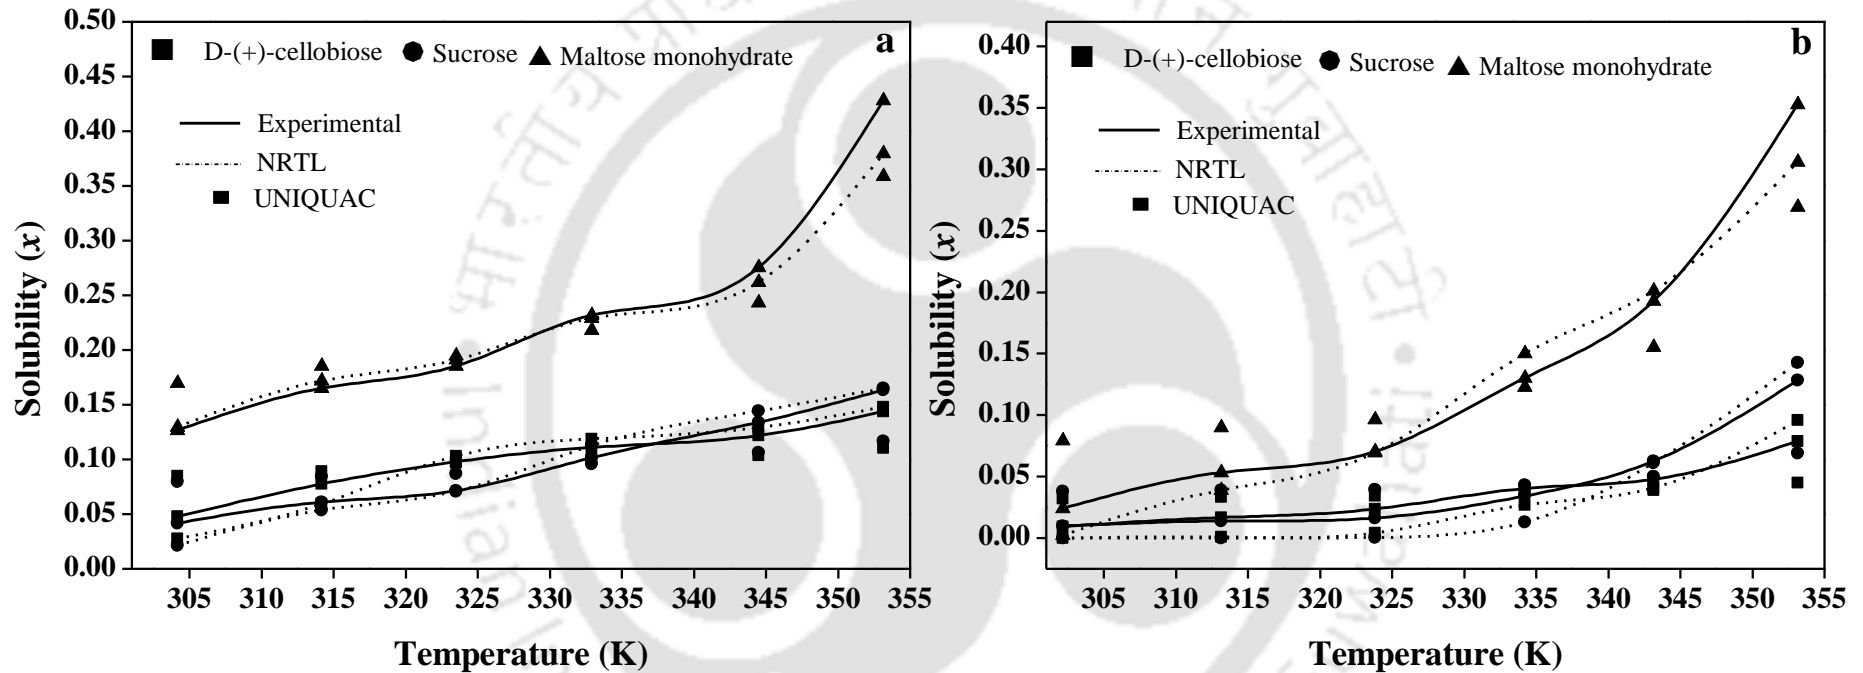 0.50
0.45
0.40
0.35
0.30
0.25
0.20
0.15
0.10
0.05
0.00
Solubility (x)
D-(+)-cellobiose Sucrose Maltose monohydrate
a
Experimental
NRTL
UNIQUAC
305 310 315 320 325 330 335 340 345 350 355
Temperature (K)
0.40
0.35
0.30
0.25
0.20
0.15
0.10
0.05
0.00
Solubility (x)
D-(+)-cellobiose Sucrose Maltose monohydrate
b
Experimental
NRTL
UNIQUAC
305 310 315 320 325 330 335 340 345 350 355
Temperature (K)
Indian